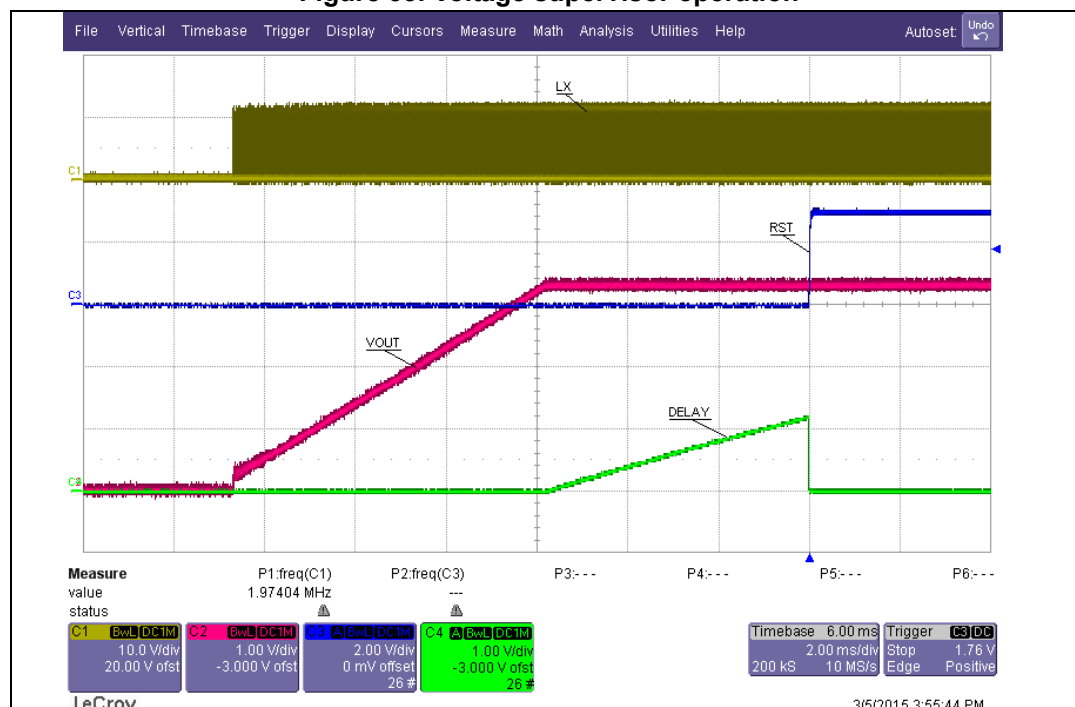 File Vertical Timebase Trigger Display Cursors Measure Math Analysis Utilities Help Autoset: Undo
LX
C1
RST
C3
VOUT
DELAY
Measure P1:freq(C1) P2:freq(C3) P3:- - - P4:- - - P5:- - - P6:- - -
value 1.97404 MHz ---
status
C1 BwL DC1M C2 BwL DC1M C3 A BwL DC1M C4 A BwL DC1M Timebase 6.00 ms Trigger C3 DC
10.0 V/div 1.00 V/div 2.00 V/div 1.00 V/div 2.00 ms/div Stop 1.76 V
20.00 V ofst -3.000 V ofst 0 mV offset -3.000 V ofst 200 kS 10 MS/s Edge Positive
26 # 26 #
LeCroy 3/5/2015 3:55:44 PM